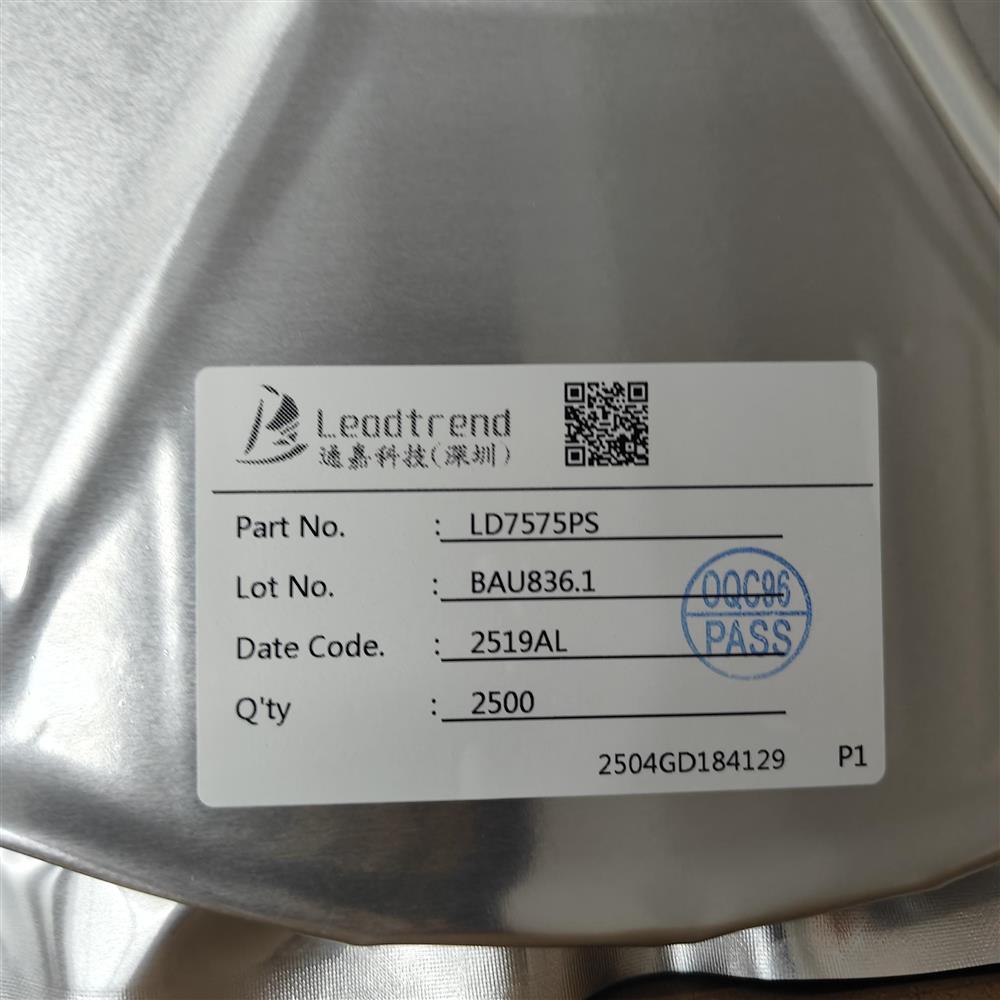 Leadtrend
通嘉科技(深圳)
Part No. : LD7575PS
Lot No. : BAU836.1
Date Code. : 2519AL
Q'ty : 2500
OQC96
PASS
2504GD184129 P1